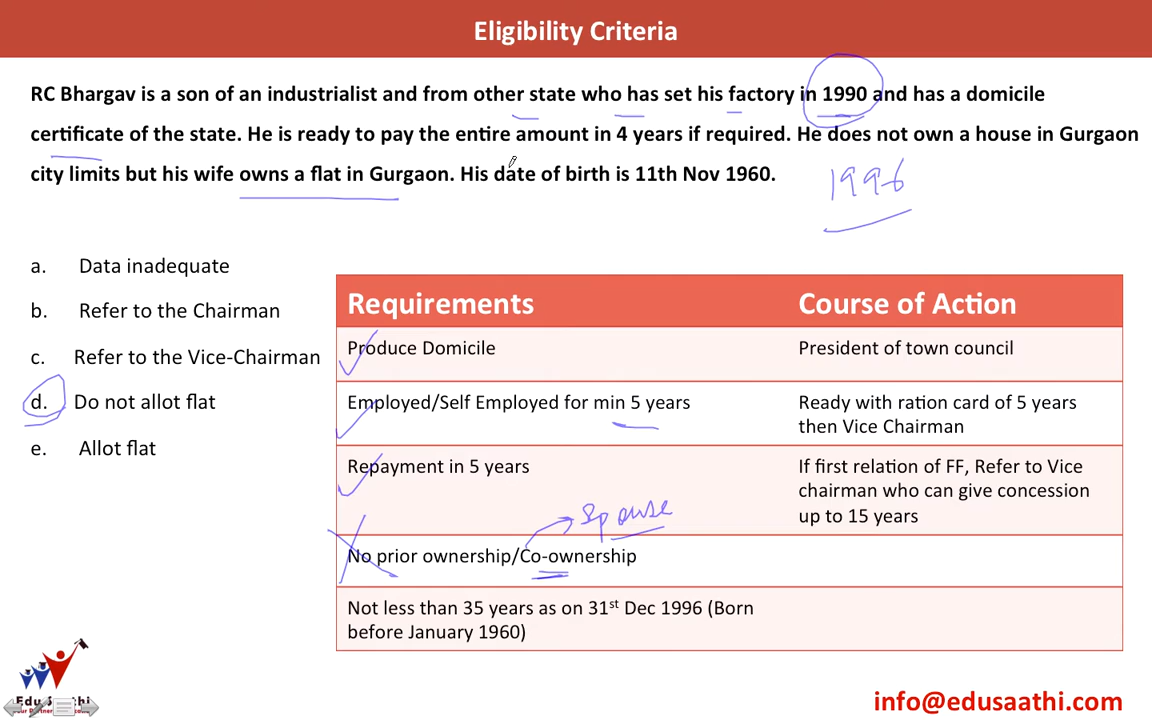 Eligibility Criteria
RC Bhargav is a son of an industrialist and from other state who has set his factory in 1990 and has a domicile
certificate of the state. He is ready to pay the entire amount in 4 years if required. He does not own a house in Gurgaon
city limits but his wife owns a flat in Gurgaon. His date of birth is 11th Nov 1960.
1996
a. Data inadequate
b. Refer to the Chairman
c. Refer to the Vice-Chairman
d. Do not allot flat
e. Allot flat
Requirements Course of Action
Produce Domicile President of town council
Employed/Self Employed for min 5 years Ready with ration card of 5 years
then Vice Chairman
Repayment in 5 years If first relation of FF, Refer to Vice
chairman who can give concession
up to 15 years
Spouse
No prior ownership/Co-ownership
Not less than 35 years as on 31st Dec 1996 (Born
before January 1960)
info@edusaathi.com